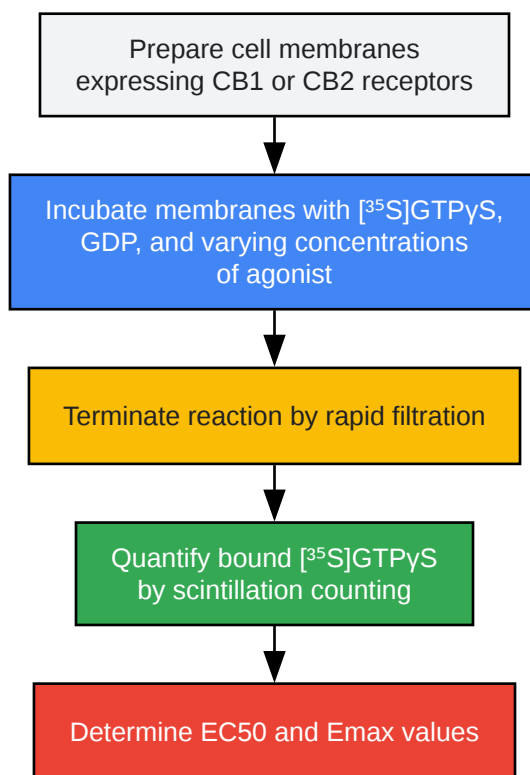 Prepare cell membranes
expressing CB1 or CB2 receptors
Incubate membranes with [³⁵S]GTPγS,
GDP, and varying concentrations
of agonist
Terminate reaction by rapid filtration
Quantify bound [³⁵S]GTPγS
by scintillation counting
Determine EC50 and Emax values